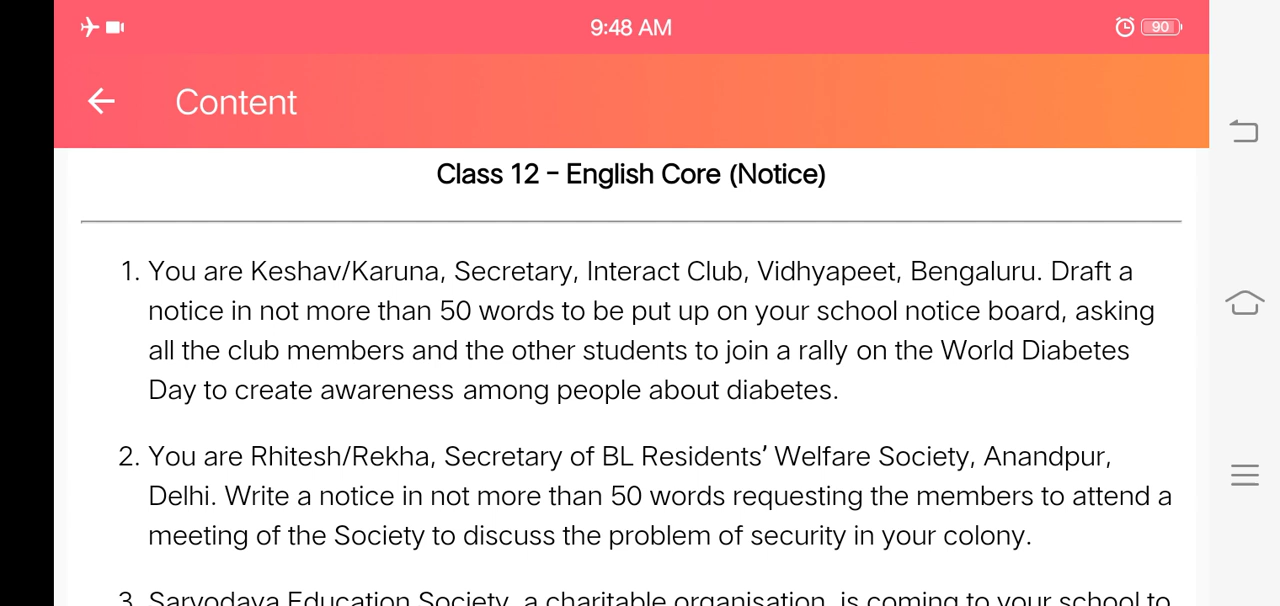 9:48 AM
90
Content
Class 12 - English Core (Notice)
1. You are Keshav/Karuna, Secretary, Interact Club, Vidhyapeet, Bengaluru. Draft a
notice in not more than 50 words to be put up on your school notice board, asking
all the club members and the other students to join a rally on the World Diabetes
Day to create awareness among people about diabetes.
2. You are Rhitesh/Rekha, Secretary of BL Residents' Welfare Society, Anandpur,
Delhi. Write a notice in not more than 50 words requesting the members to attend a
meeting of the Society to discuss the problem of security in your colony.
3. Sarvodaya Education Society, a charitable organisation, is coming to your school to